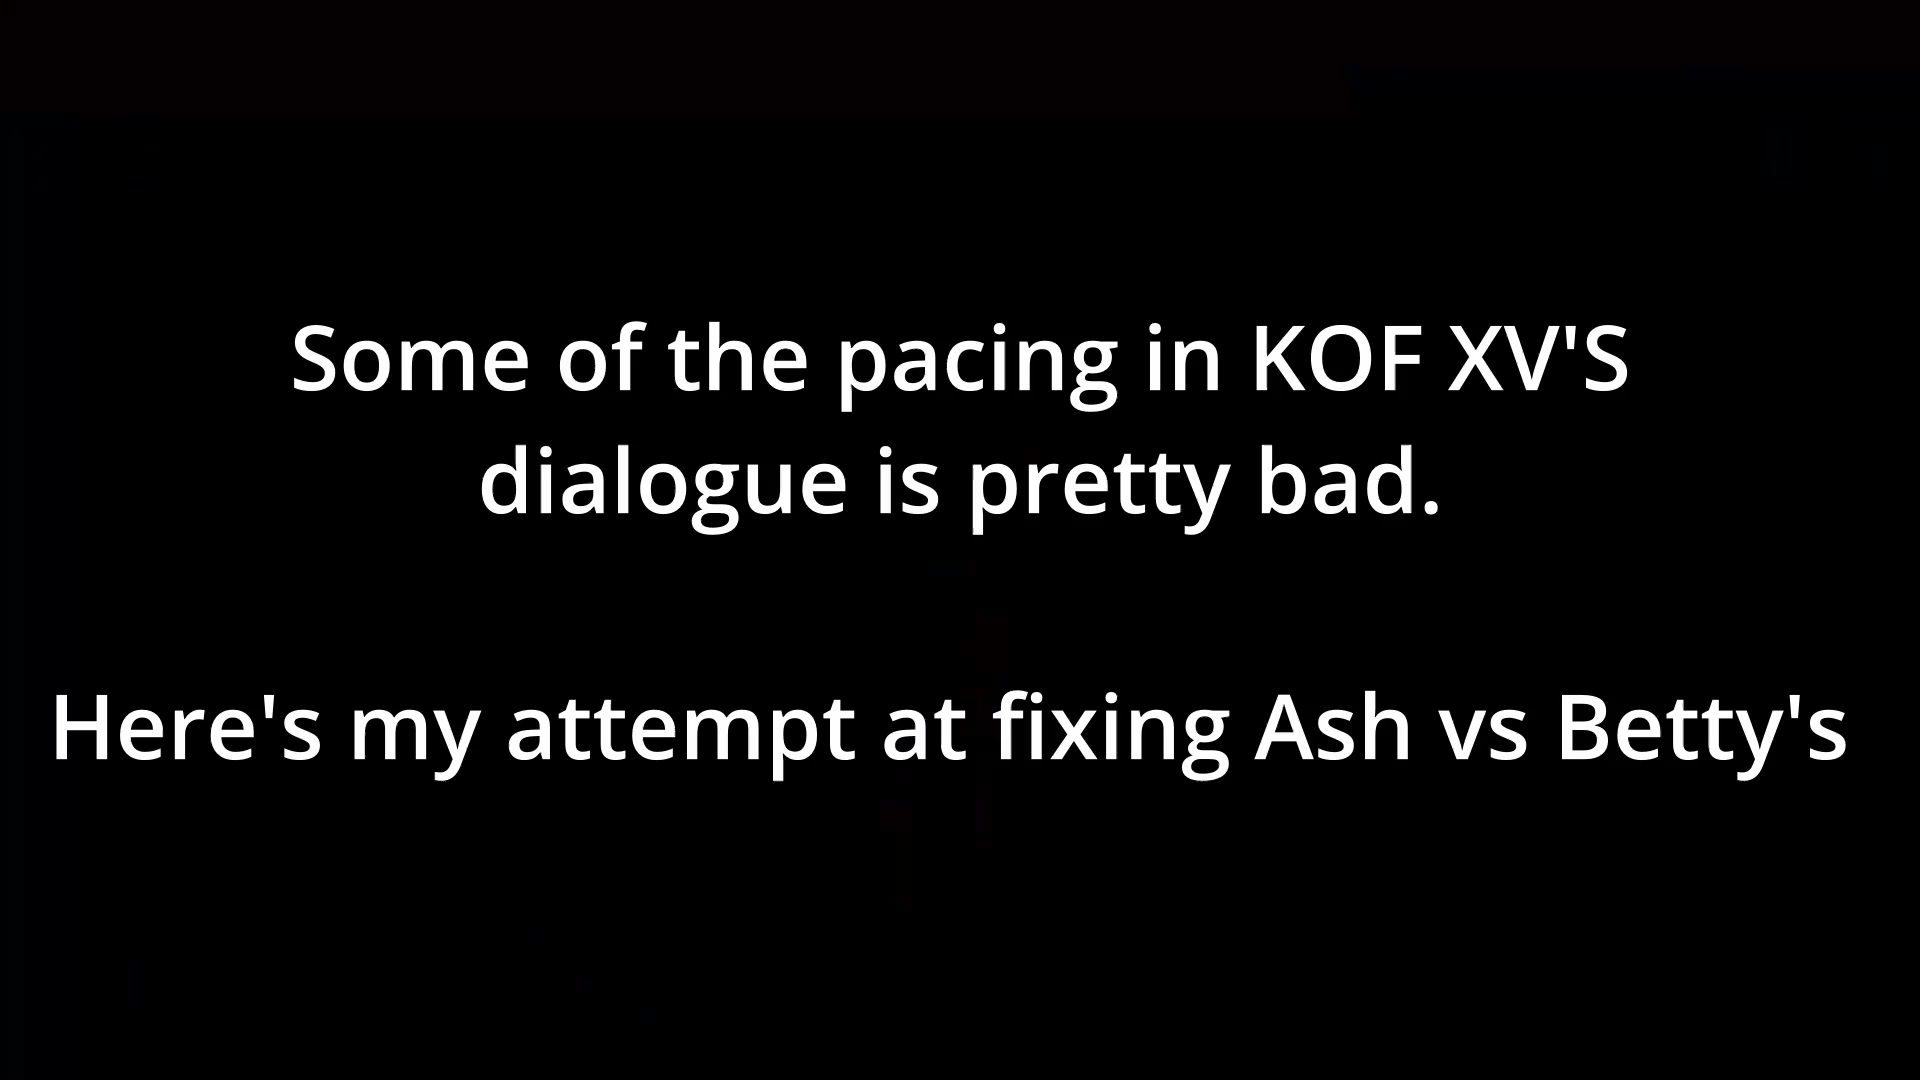 Some of the pacing in KOF XV'S
dialogue is pretty bad.
Here's my attempt at fixing Ash vs Betty's